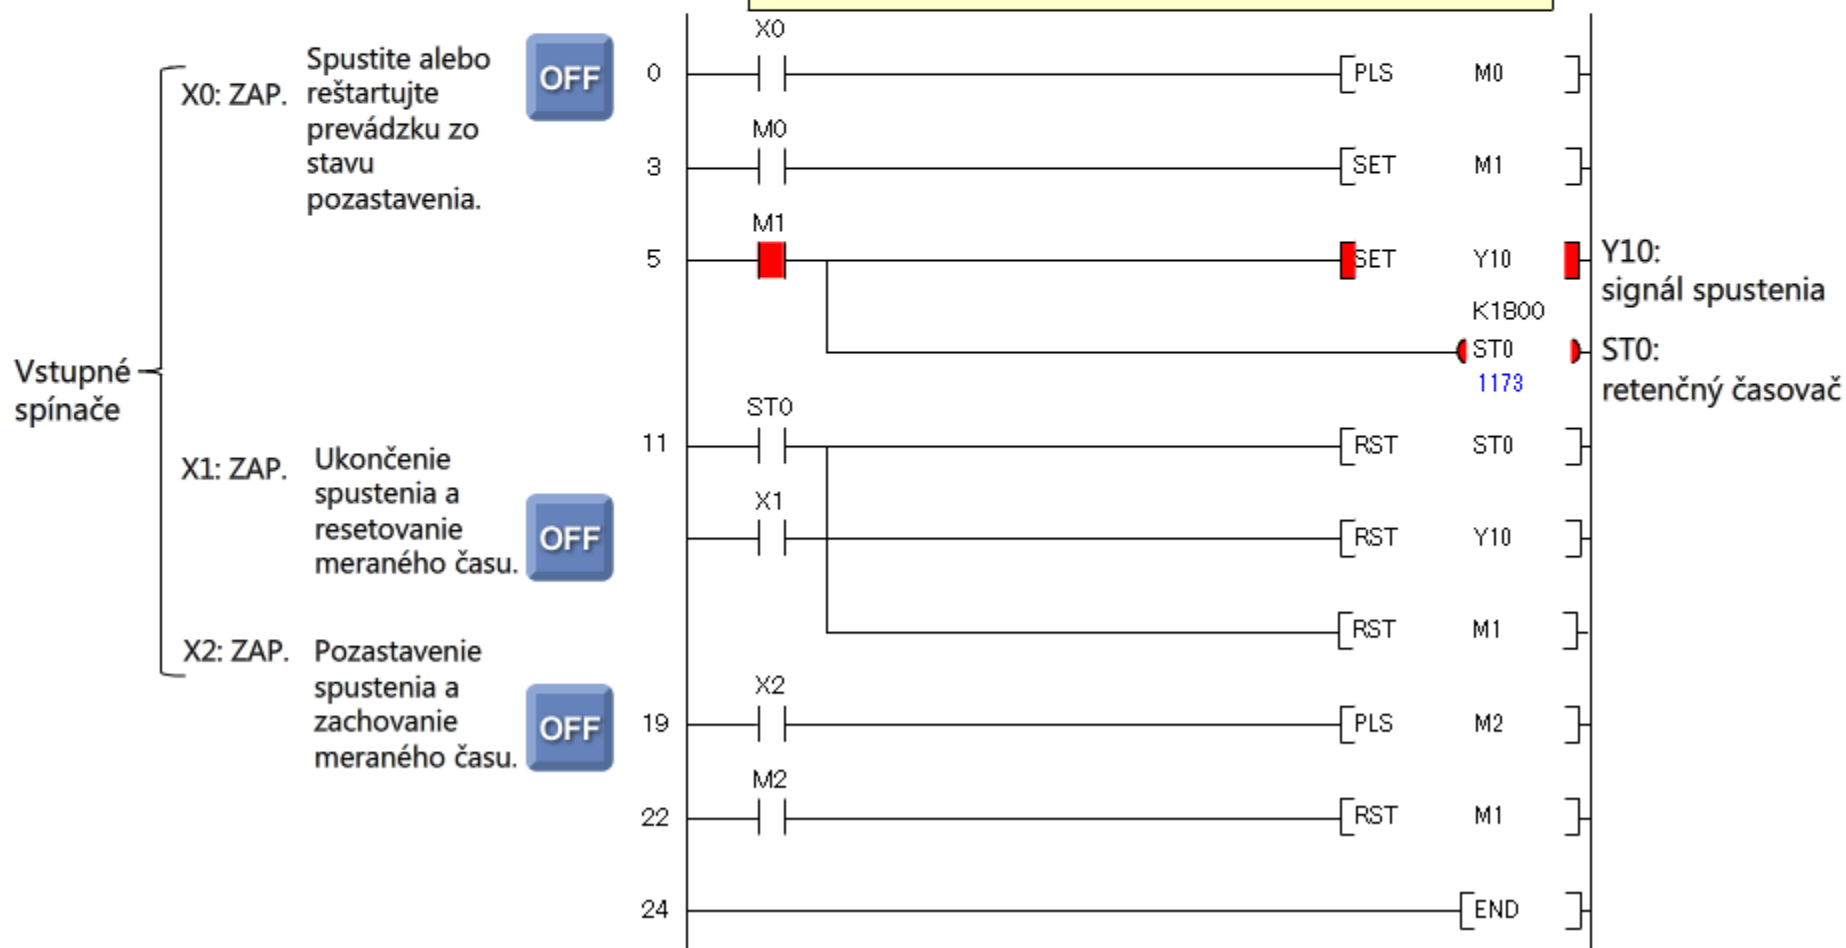 Vstupné
spínače
X0: ZAP.
Spustite alebo
reštartujte
prevádzku zo
stavu
pozastavenia.
OFF
X1: ZAP.
Ukončenie
spustenia a
resetovanie
meraného času.
OFF
X2: ZAP.
Pozastavenie
spustenia a
zachovanie
meraného času.
OFF
X0
0 PLS M0
M0
3 SET M1
M1
5 SET Y10
K1800
ST0
1173
ST0
11 RST ST0
X1
RST Y10
RST M1
X2
19 PLS M2
M2
22 RST M1
24 END
Y10:
signál spustenia
ST0:
retenčný časovač